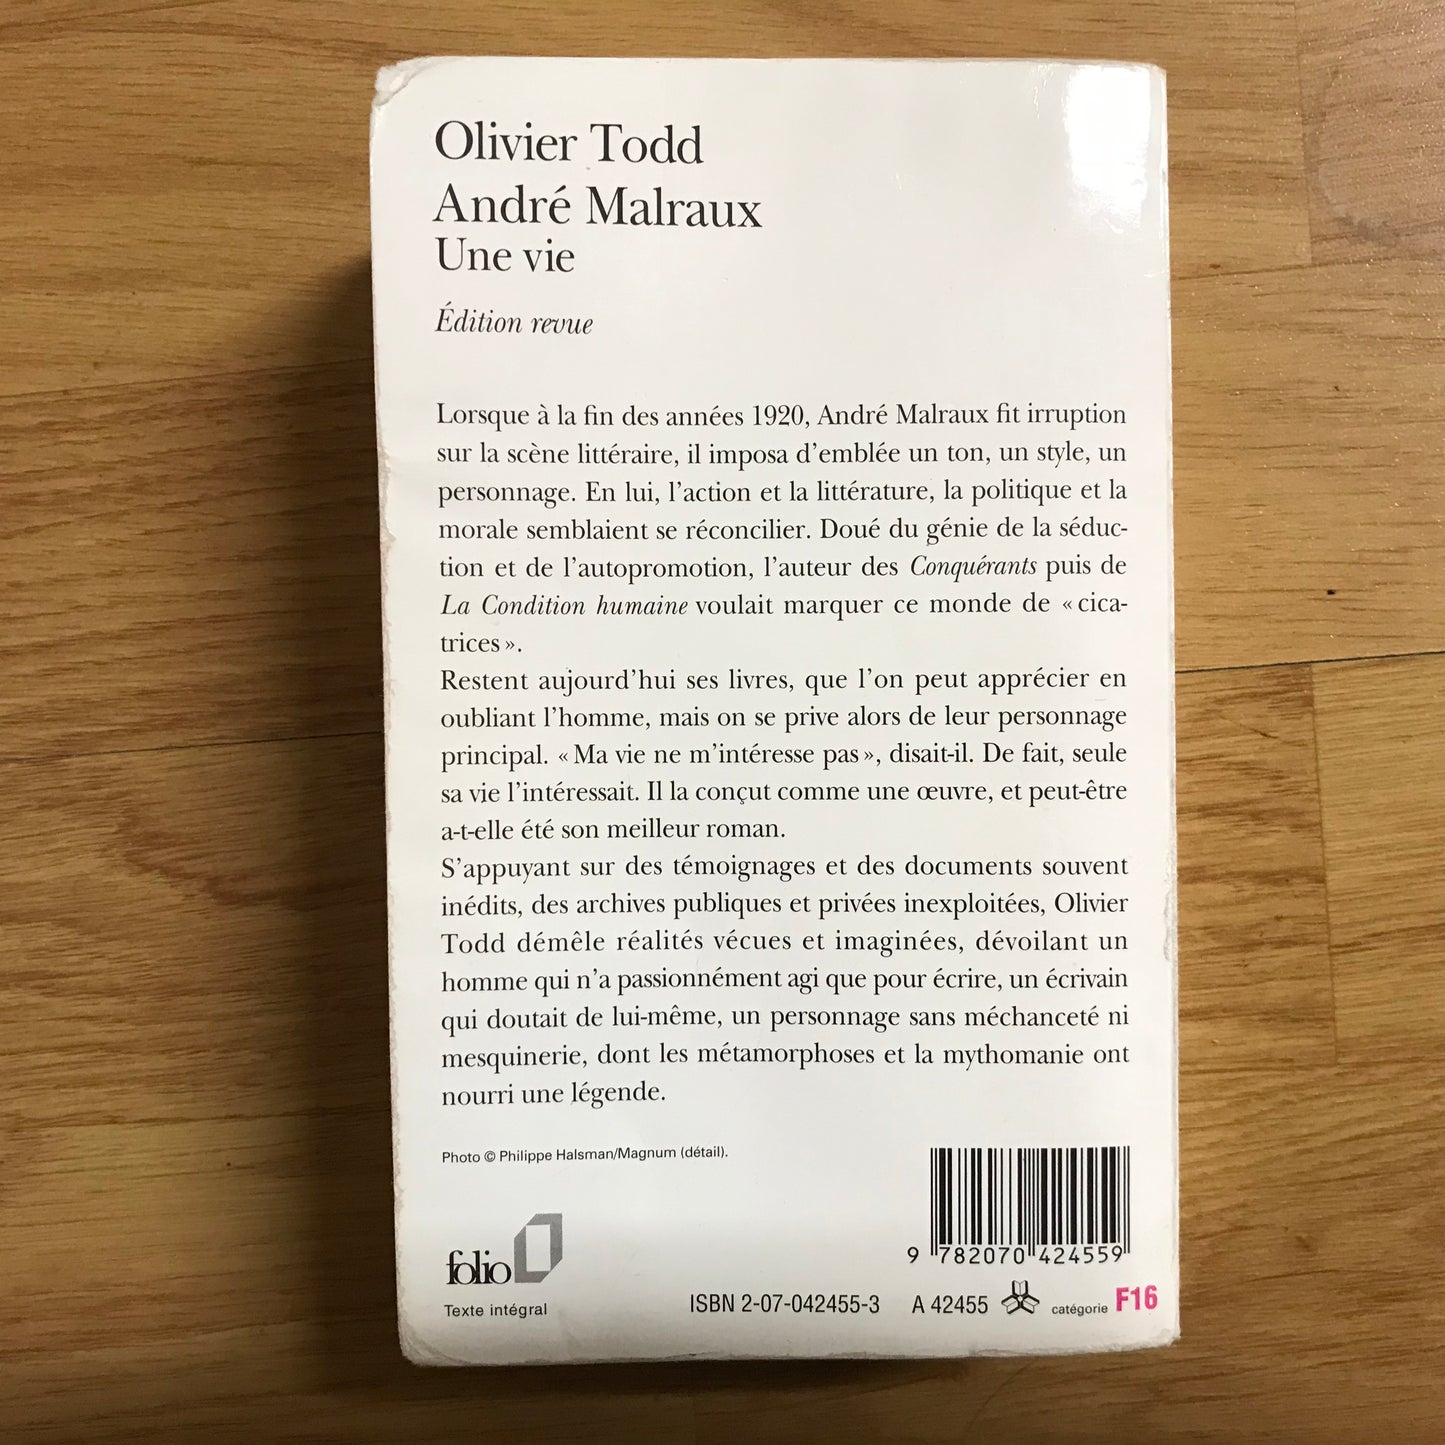 Olivier Todd
André Malraux
Une vie
Édition revue
Lorsque à la fin des années 1920, André Malraux fit irruption
sur la scène littéraire, il imposa d'emblée un ton, un style, un
personnage. En lui, l'action et la littérature, la politique et la
morale semblaient se réconcilier. Doué du génie de la séduc-
tion et de l'autopromotion, l'auteur des Conquérants puis de
La Condition humaine voulait marquer ce monde de « cica-
trices ».
Restent aujourd'hui ses livres, que l'on peut apprécier en
oubliant l'homme, mais on se prive alors de leur personnage
principal. « Ma vie ne m'intéresse pas », disait-il. De fait, seule
sa vie l'intéressait. Il la conçut comme une œuvre, et peut-être
a-t-elle été son meilleur roman.
S'appuyant sur des témoignages et des documents souvent
inédits, des archives publiques et privées inexploitées, Olivier
Todd démêle réalités vécues et imaginées, dévoilant un
homme qui n'a passionnément agi que pour écrire, un écrivain
qui doutait de lui-même, un personnage sans méchanceté ni
mesquinerie, dont les métamorphoses et la mythomanie ont
nourri une légende.
Photo © Philippe Halsman/Magnum (détail).
9 782070 424559
folio
Texte intégral
ISBN 2-07-042455-3 A 42455 catégorie F16